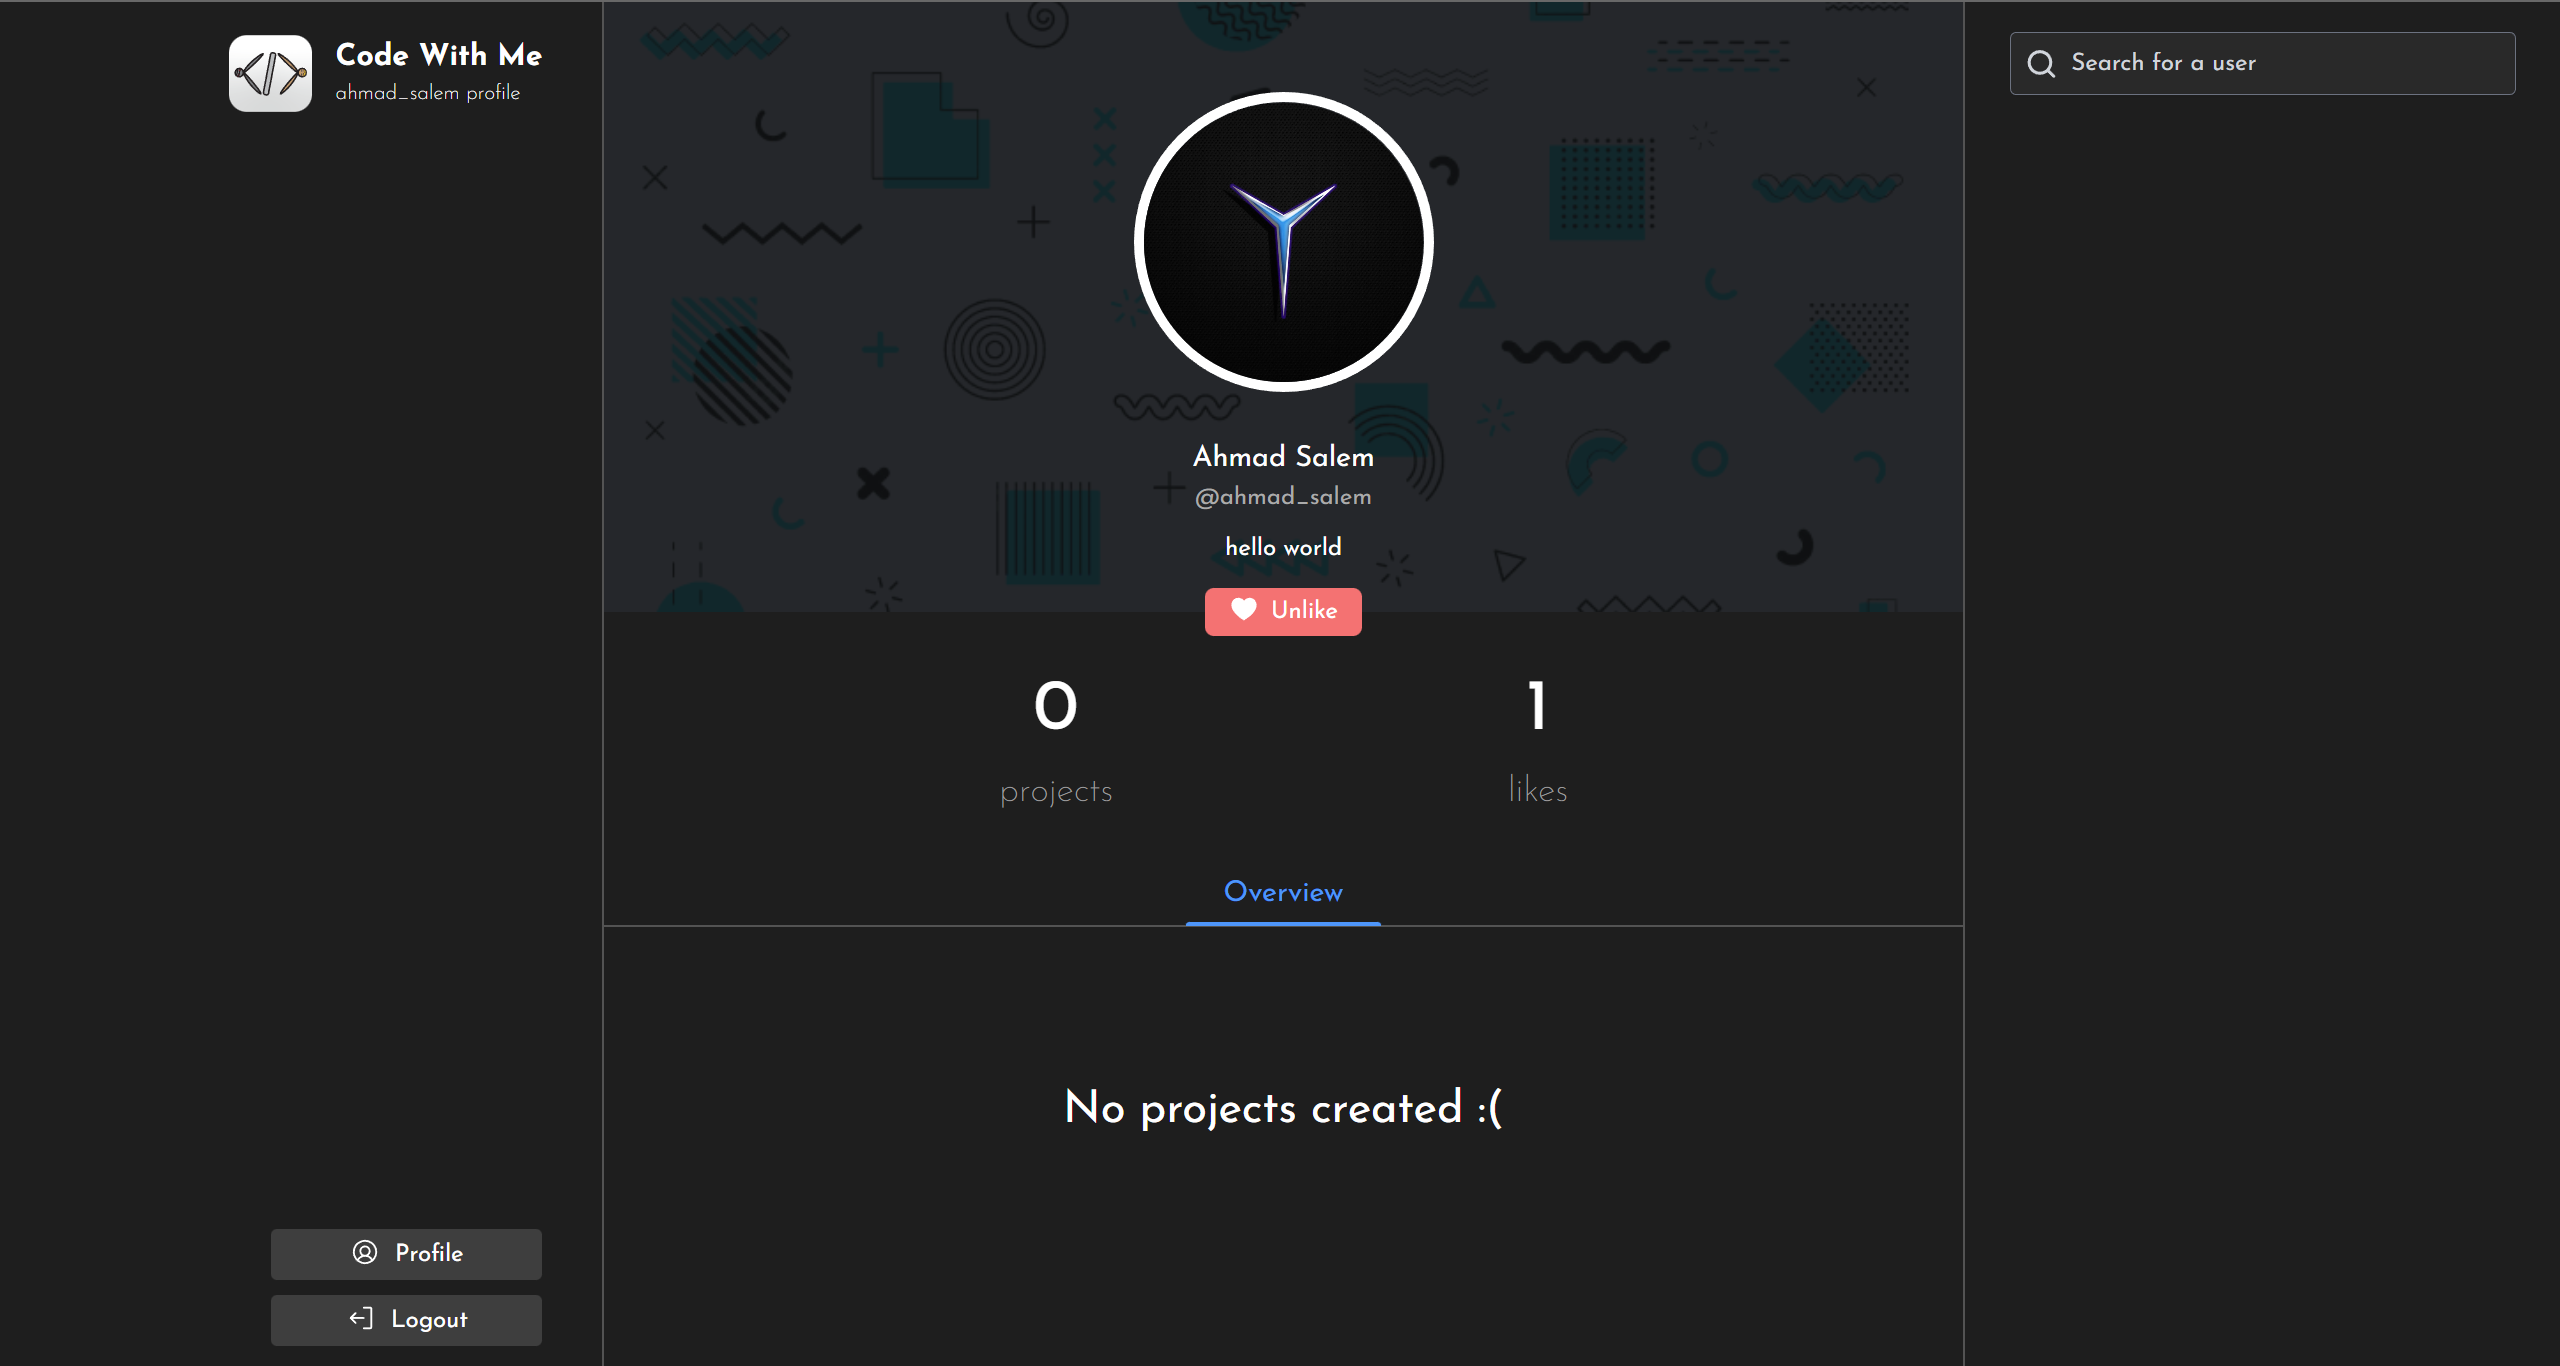 Code With Me
ahmad_salem profile
Search for a user
Ahmad Salem
@ahmad_salem
hello world
Unlike
0
projects
1
likes
Overview
No projects created :(
Profile
Logout